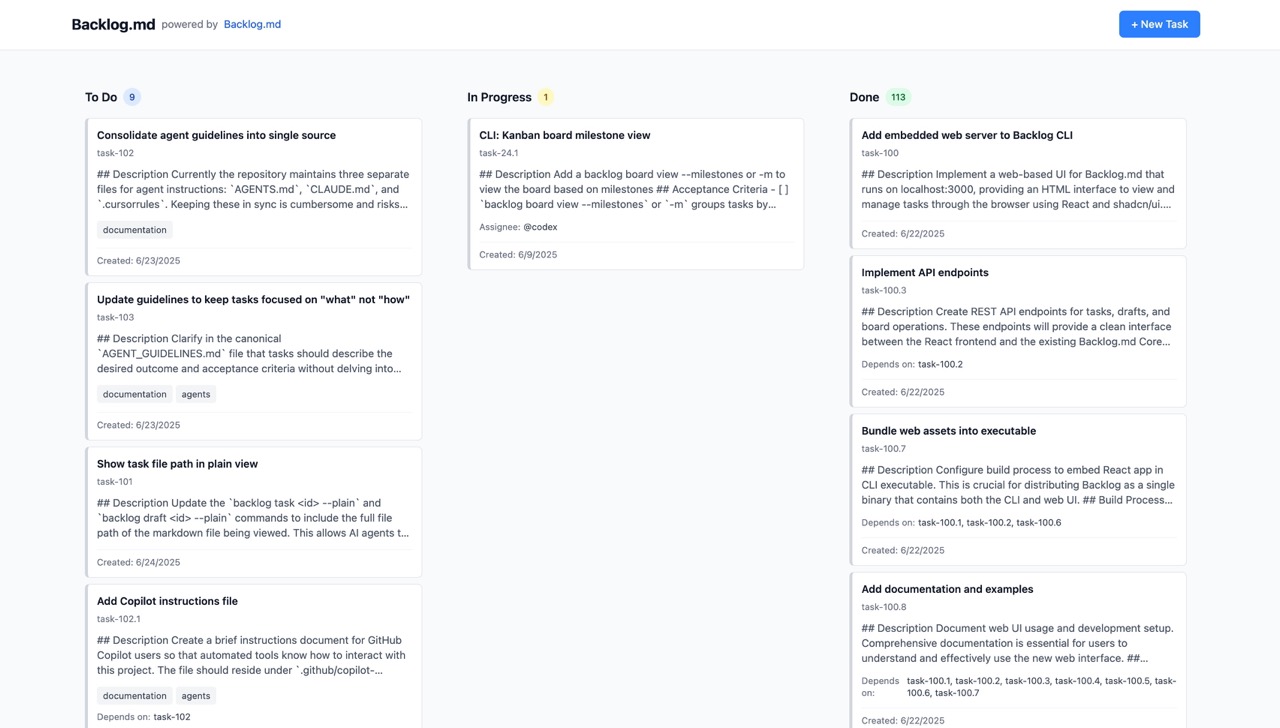 Backlog.md powered by Backlog.md
+ New Task
To Do 9
Consolidate agent guidelines into single source
task-102
## Description Currently the repository maintains three separate
files for agent instructions: `AGENTS.md`, `CLAUDE.md`, and
`.cursorrules`. Keeping these in sync is cumbersome and risks...
documentation
Created: 6/23/2025
Update guidelines to keep tasks focused on "what" not "how"
task-103
## Description Clarify in the canonical
`AGENT_GUIDELINES.md` file that tasks should describe the
desired outcome and acceptance criteria without delving into...
documentation agents
Created: 6/23/2025
Show task file path in plain view
task-101
## Description Update the `backlog task <id> --plain` and
`backlog draft <id> --plain` commands to include the full file
path of the markdown file being viewed. This allows AI agents t...
Created: 6/24/2025
Add Copilot instructions file
task-102.1
## Description Create a brief instructions document for GitHub
Copilot users so that automated tools know how to interact with
this project. The file should reside under `.github/copilot-...
documentation agents
Depends on: task-102
In Progress 1
CLI: Kanban board milestone view
task-24.1
## Description Add a backlog board view --milestones or -m to
view the board based on milestones ## Acceptance Criteria - [ ]
`backlog board view --milestones` or `-m` groups tasks by...
Assignee: @codex
Created: 6/9/2025
Done 113
Add embedded web server to Backlog CLI
task-100
## Description Implement a web-based UI for Backlog.md that
runs on localhost:3000, providing an HTML interface to view and
manage tasks through the browser using React and shadcn/ui....
Created: 6/22/2025
Implement API endpoints
task-100.3
## Description Create REST API endpoints for tasks, drafts, and
board operations. These endpoints will provide a clean interface
between the React frontend and the existing Backlog.md Core...
Depends on: task-100.2
Created: 6/22/2025
Bundle web assets into executable
task-100.7
## Description Configure build process to embed React app in
CLI executable. This is crucial for distributing Backlog as a single
binary that contains both the CLI and web UI. ## Build Process...
Depends on: task-100.1, task-100.2, task-100.6
Created: 6/22/2025
Add documentation and examples
task-100.8
## Description Document web UI usage and development setup.
Comprehensive documentation is essential for users to
understand and effectively use the new web interface. ##...
Depends on: task-100.1, task-100.2, task-100.3, task-100.4, task-100.5, task-
100.6, task-100.7
Created: 6/22/2025